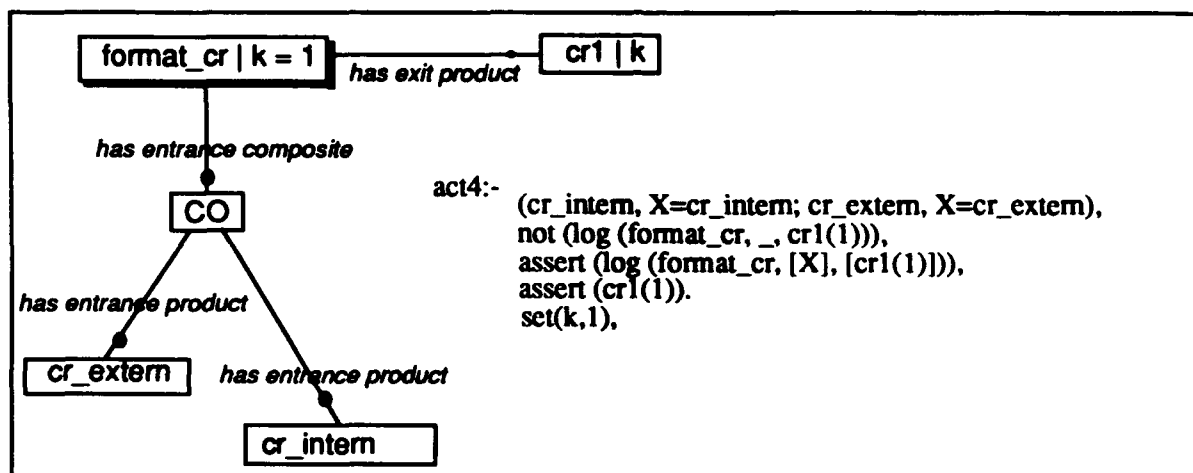 format_cr | k = 1
has exit product
cr1 | k
has entrance composite
CO
act4:-
(cr_intern, X=cr_intern; cr_extern, X=cr_extern),
not (log (format_cr, _, cr1(1))),
assert (log (format_cr, [X], [cr1(1)])),
assert (cr1(1)).
set(k,1),
has entrance product
cr_extern
has entrance product
cr_intern